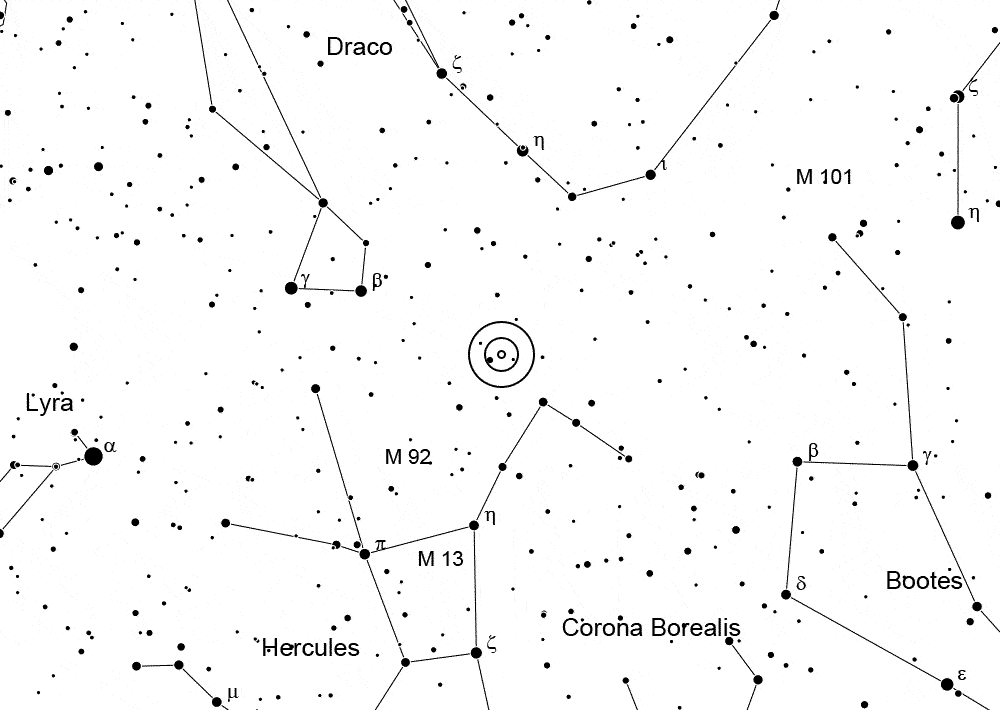 Draco
ζ
ζ
η
ι
M 101
η
γ
β
Lyra
α
M 92
β
γ
η
π
M 13
δ
Bootes
Corona Borealis
Hercules
ζ
ε
μ